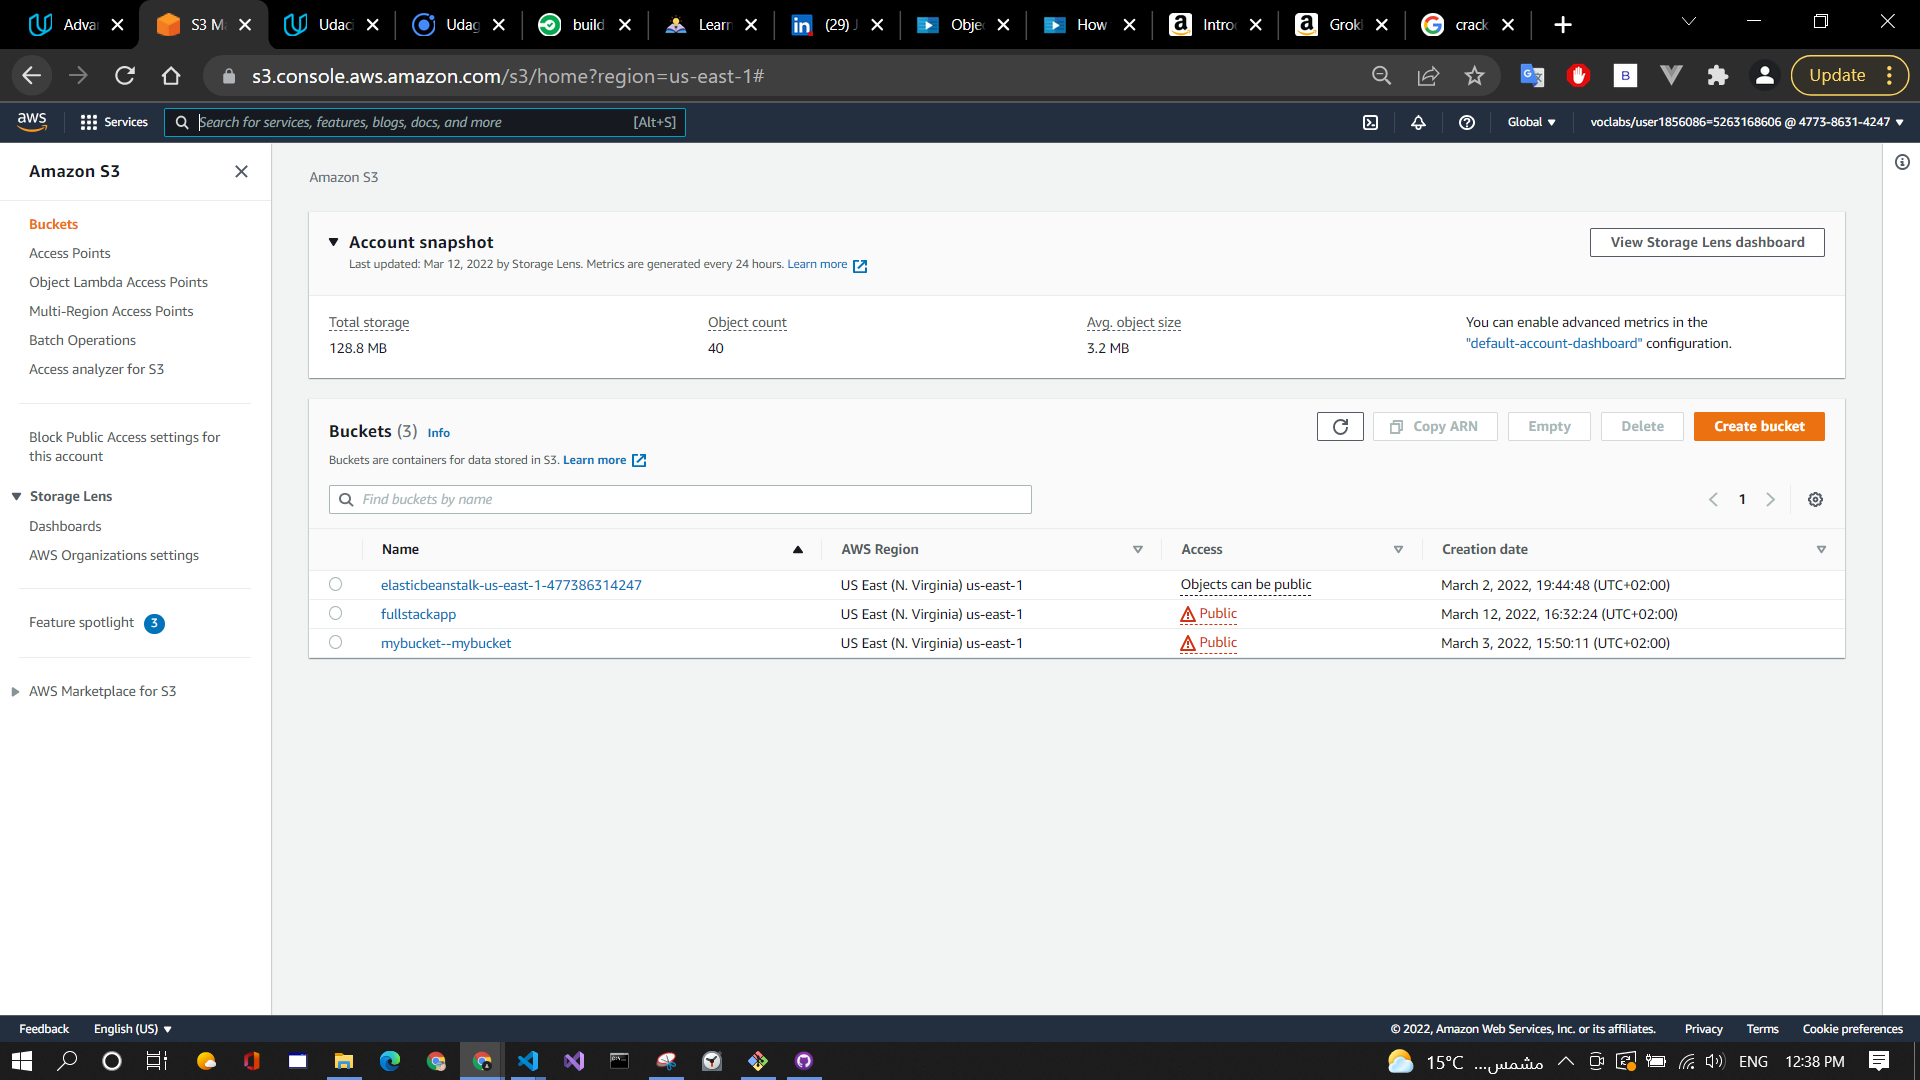 Adva
S3 M
Udaci
Udag
build
Learn
(29) J
Obje
How
Intro
Grok
crack
s3.console.aws.amazon.com/s3/home?region=us-east-1#
Update
aws
Services
Search for services, features, blogs, docs, and more
[Alt+S]
Global
voclabs/user1856086=5263168606 @ 4773-8631-4247
Amazon S3
Buckets
Access Points
Object Lambda Access Points
Multi-Region Access Points
Batch Operations
Access analyzer for S3
Block Public Access settings for
this account
Storage Lens
Dashboards
AWS Organizations settings
Feature spotlight 3
AWS Marketplace for S3
Amazon S3
Account snapshot
Last updated: Mar 12, 2022 by Storage Lens. Metrics are generated every 24 hours. Learn more
View Storage Lens dashboard
Total storage
128.8 MB
Object count
40
Avg. object size
3.2 MB
You can enable advanced metrics in the
"default-account-dashboard" configuration.
Buckets (3) Info
Buckets are containers for data stored in S3. Learn more
Copy ARN
Empty
Delete
Create bucket
Find buckets by name
1
Name AWS Region Access Creation date
elasticbeanstalk-us-east-1-477386314247 US East (N. Virginia) us-east-1 Objects can be public March 2, 2022, 19:44:48 (UTC+02:00)
fullstackapp US East (N. Virginia) us-east-1 Public March 12, 2022, 16:32:24 (UTC+02:00)
mybucket--mybucket US East (N. Virginia) us-east-1 Public March 3, 2022, 15:50:11 (UTC+02:00)
Feedback English (US)
© 2022, Amazon Web Services, Inc. or its affiliates. Privacy Terms Cookie preferences
15°C مشمس... ENG 12:38 PM